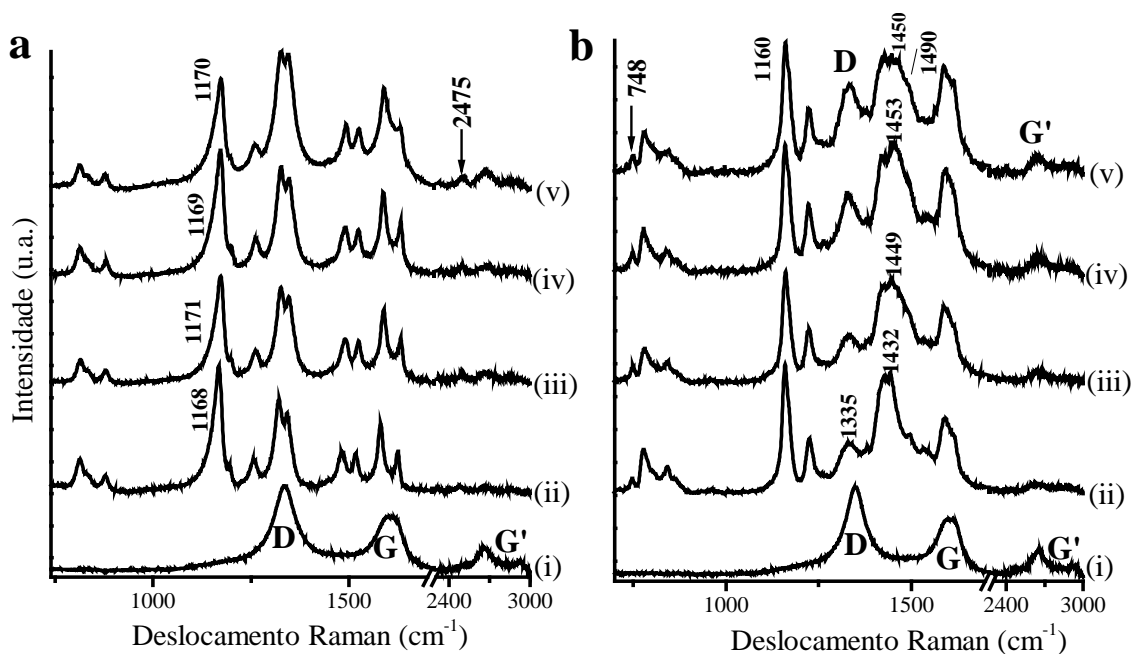 a
Intensidade (u.a.)
1170
2475
(v)
1169
(iv)
1171
(iii)
1168
(ii)
D
G
G'
(i)
1000
1500
2400
3000
Deslocamento Raman (cm-1)
b
748
1160
D
1450
1490
G'
(v)
1453
(iv)
1449
(iii)
1432
1335
(ii)
D
G
G'
(i)
1000
1500
2400
3000
Deslocamento Raman (cm-1)